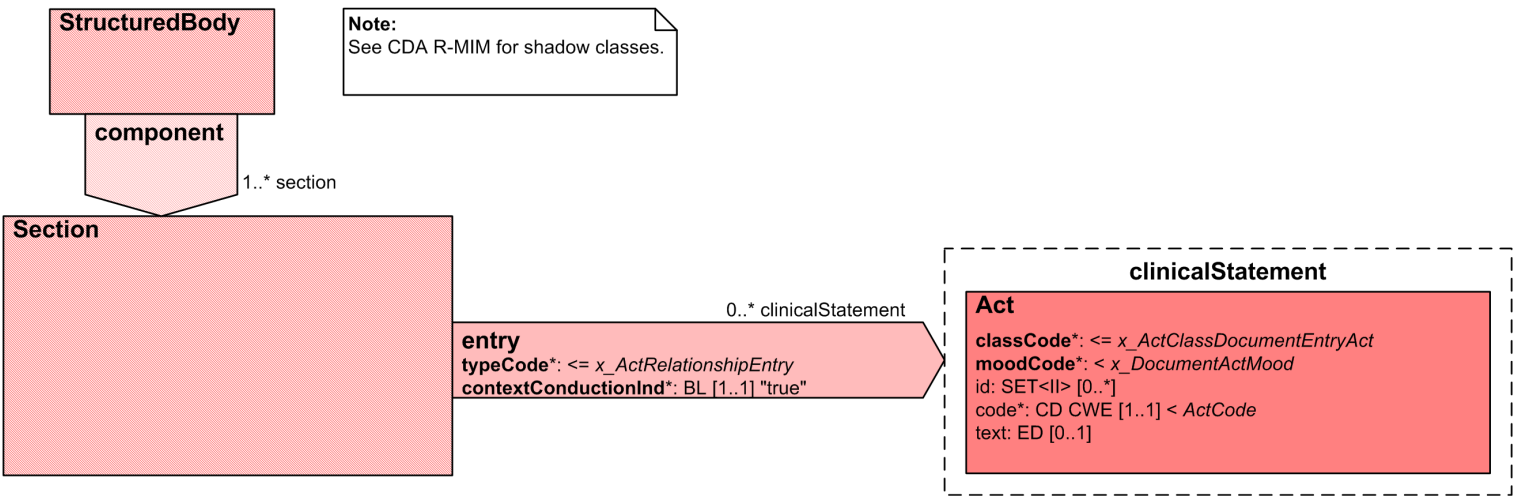 StructuredBody
Note:
See CDA R-MIM for shadow classes.
component
1..* section
Section
clinicalStatement
0..* clinicalStatement
Act
entry
typeCode*: <= x_ActRelationshipEntry
contextConductionInd*: BL [1..1] "true"
classCode*: <= x_ActClassDocumentEntryAct
moodCode*: < x_DocumentActMood
id: SET<II> [0..*]
code*: CD CWE [1..1] < ActCode
text: ED [0..1]